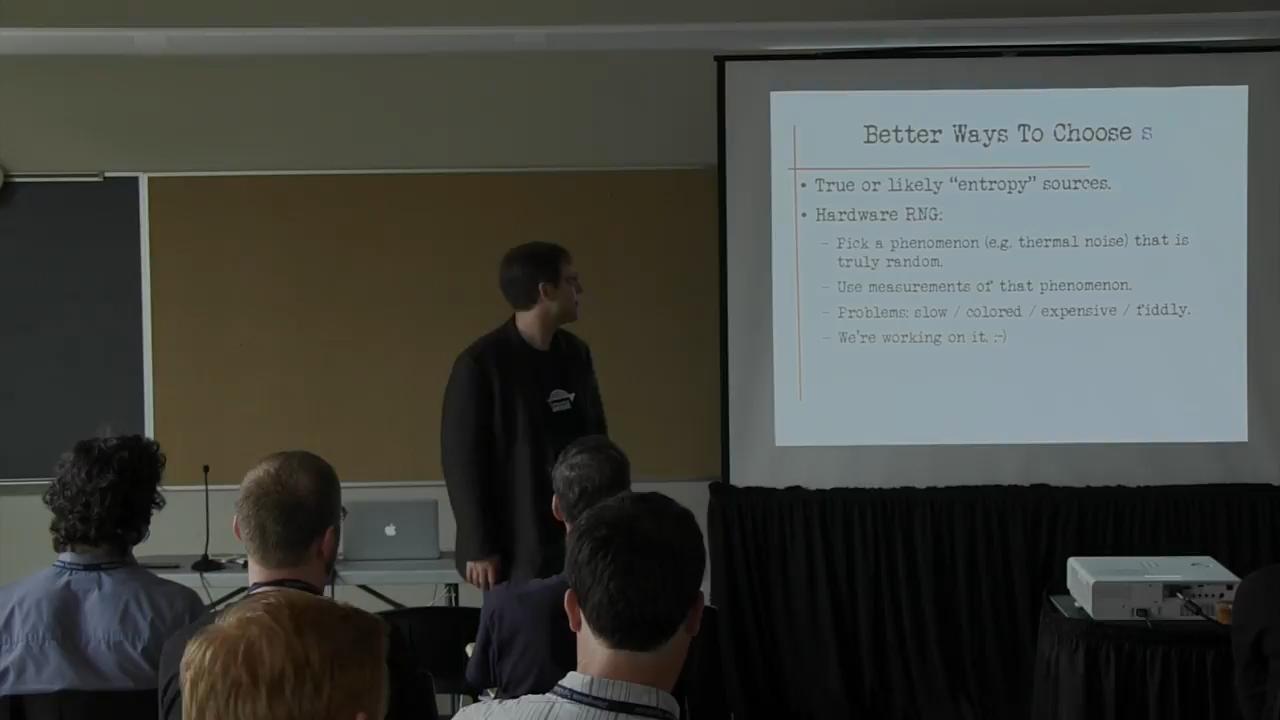 Better Ways To Choose s
• True or likely “entropy” sources.
• Hardware RNG:
– Pick a phenomenon (e.g. thermal noise) that is
truly random.
– Use measurements of that phenomenon.
– Problems: slow / colored / expensive / fiddly.
– We're working on it. ;-)